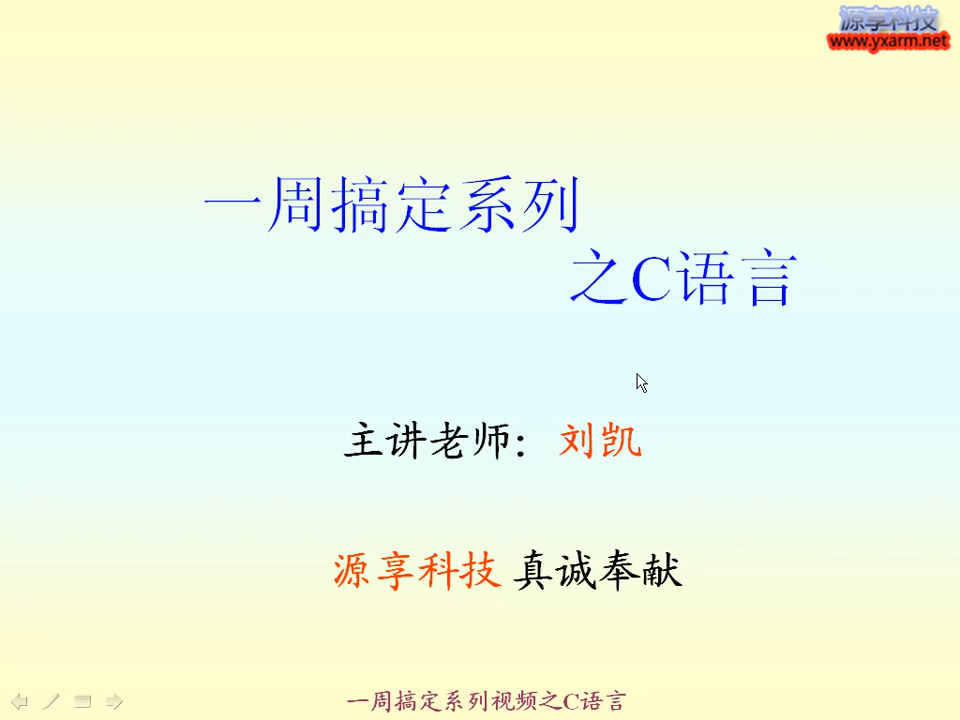 源享科技
www.yxarm.net
一周搞定系列
之C语言
主讲老师：刘凯
源享科技 真诚奉献
一周搞定系列视频之C语言